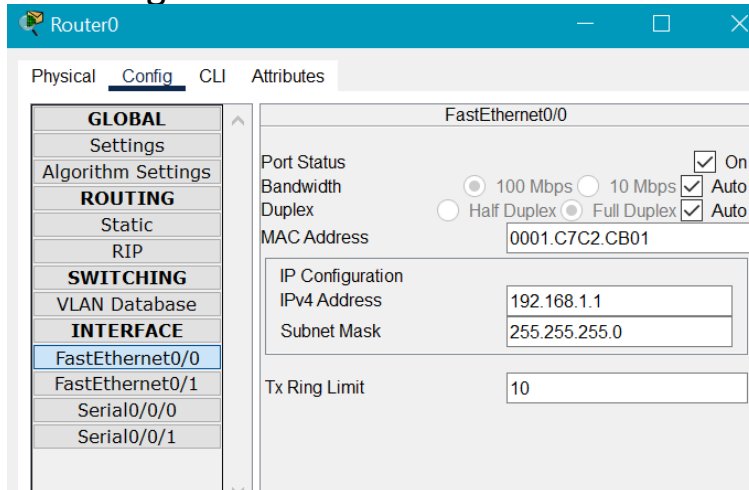 Router0
Physical Config CLI Attributes
GLOBAL
Settings
Algorithm Settings
ROUTING
Static
RIP
SWITCHING
VLAN Database
INTERFACE
FastEthernet0/0
FastEthernet0/1
Serial0/0/0
Serial0/0/1
FastEthernet0/0
Port Status On
Bandwidth 100 Mbps 10 Mbps Auto
Duplex Half Duplex Full Duplex Auto
MAC Address 0001.C7C2.CB01
IP Configuration
IPv4 Address 192.168.1.1
Subnet Mask 255.255.255.0
Tx Ring Limit 10